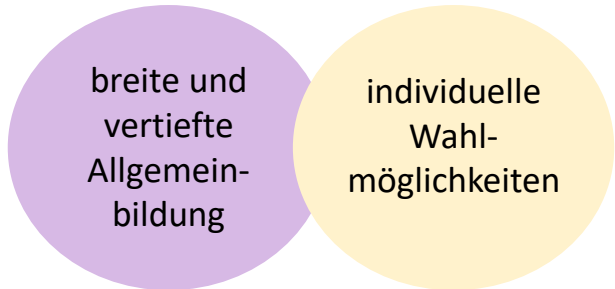 breite und
vertiefte
Allgemein-
bildung
individuelle
Wahl-
möglichkeiten